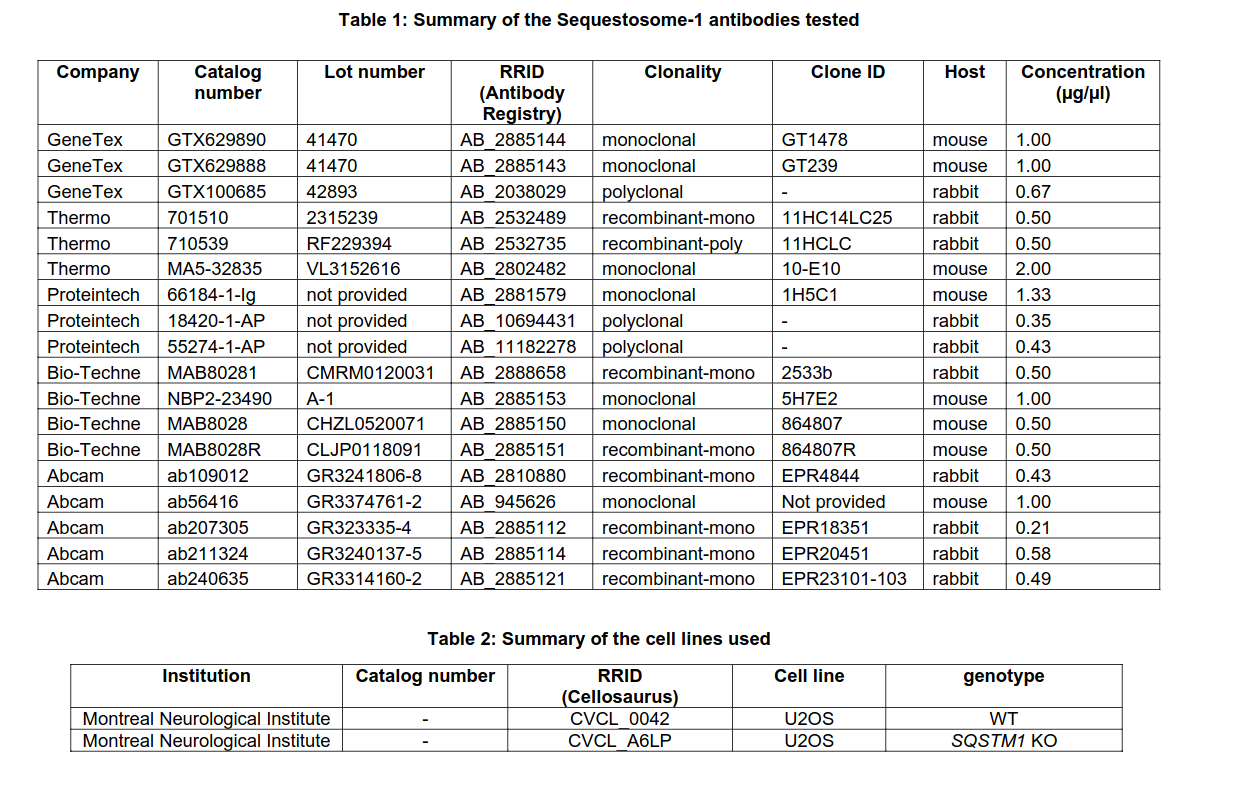 Table 1: Summary of the Sequestosome-1 antibodies tested
Company Catalog number Lot number RRID (Antibody Registry) Clonality Clone ID Host Concentration (µg/µl)
GeneTex GTX629890 41470 AB_2885144 monoclonal GT1478 mouse 1.00
GeneTex GTX629888 41470 AB_2885143 monoclonal GT239 mouse 1.00
GeneTex GTX100685 42893 AB_2038029 polyclonal - rabbit 0.67
Thermo 701510 2315239 AB_2532489 recombinant-mono 11HC14LC25 rabbit 0.50
Thermo 710539 RF229394 AB_2532735 recombinant-poly 11HCLC rabbit 0.50
Thermo MA5-32835 VL3152616 AB_2802482 monoclonal 10-E10 mouse 2.00
Proteintech 66184-1-Ig not provided AB_2881579 monoclonal 1H5C1 mouse 1.33
Proteintech 18420-1-AP not provided AB_10694431 polyclonal - rabbit 0.35
Proteintech 55274-1-AP not provided AB_11182278 polyclonal - rabbit 0.43
Bio-Techne MAB80281 CMRM0120031 AB_2888658 recombinant-mono 2533b rabbit 0.50
Bio-Techne NBP2-23490 A-1 AB_2885153 monoclonal 5H7E2 mouse 1.00
Bio-Techne MAB8028 CHZL0520071 AB_2885150 monoclonal 864807 mouse 0.50
Bio-Techne MAB8028R CLJP0118091 AB_2885151 recombinant-mono 864807R mouse 0.50
Abcam ab109012 GR3241806-8 AB_2810880 recombinant-mono EPR4844 rabbit 0.43
Abcam ab56416 GR3374761-2 AB_945626 monoclonal Not provided mouse 1.00
Abcam ab207305 GR323335-4 AB_2885112 recombinant-mono EPR18351 rabbit 0.21
Abcam ab211324 GR3240137-5 AB_2885114 recombinant-mono EPR20451 rabbit 0.58
Abcam ab240635 GR3314160-2 AB_2885121 recombinant-mono EPR23101-103 rabbit 0.49
Table 2: Summary of the cell lines used
Institution Catalog number RRID (Cellosaurus) Cell line genotype
Montreal Neurological Institute - CVCL_0042 U2OS WT
Montreal Neurological Institute - CVCL_A6LP U2OS SQSTM1 KO